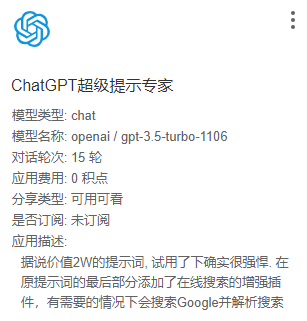 ChatGPT超级提示专家
模型类型: chat
模型名称: openai / gpt-3.5-turbo-1106
对话轮次: 15 轮
应用费用: 0 积点
分享类型: 可用可看
是否订阅: 未订阅
应用描述:
据说价值2W的提示词, 试用了下确实很强悍. 在
原提示词的最后部分添加了在线搜索的增强插
件，有需要的情况下会搜索Google并解析搜索